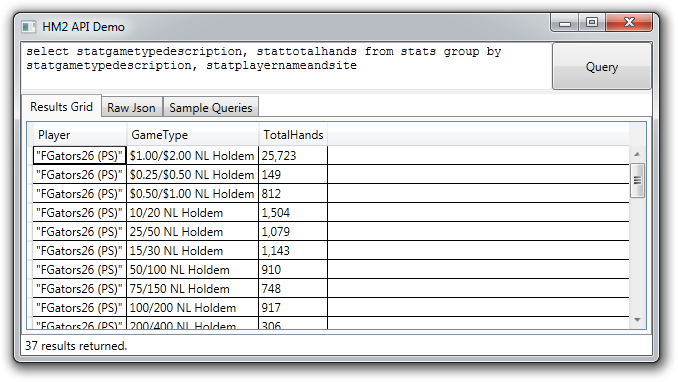 HM2 API Demo
select statgametypedescription, stattotalhands from stats group by
statgametypedescription, statplayernameandsite
Query
Results Grid Raw Json Sample Queries
Player GameType TotalHands
"FGators26 (PS)" $1.00/$2.00 NL Holdem 25,723
"FGators26 (PS)" $0.25/$0.50 NL Holdem 149
"FGators26 (PS)" $0.50/$1.00 NL Holdem 812
"FGators26 (PS)" 10/20 NL Holdem 1,504
"FGators26 (PS)" 25/50 NL Holdem 1,079
"FGators26 (PS)" 15/30 NL Holdem 1,143
"FGators26 (PS)" 50/100 NL Holdem 910
"FGators26 (PS)" 75/150 NL Holdem 748
"FGators26 (PS)" 100/200 NL Holdem 917
"FGators26 (PS)" 200/400 NL Holdem 306
37 results returned.